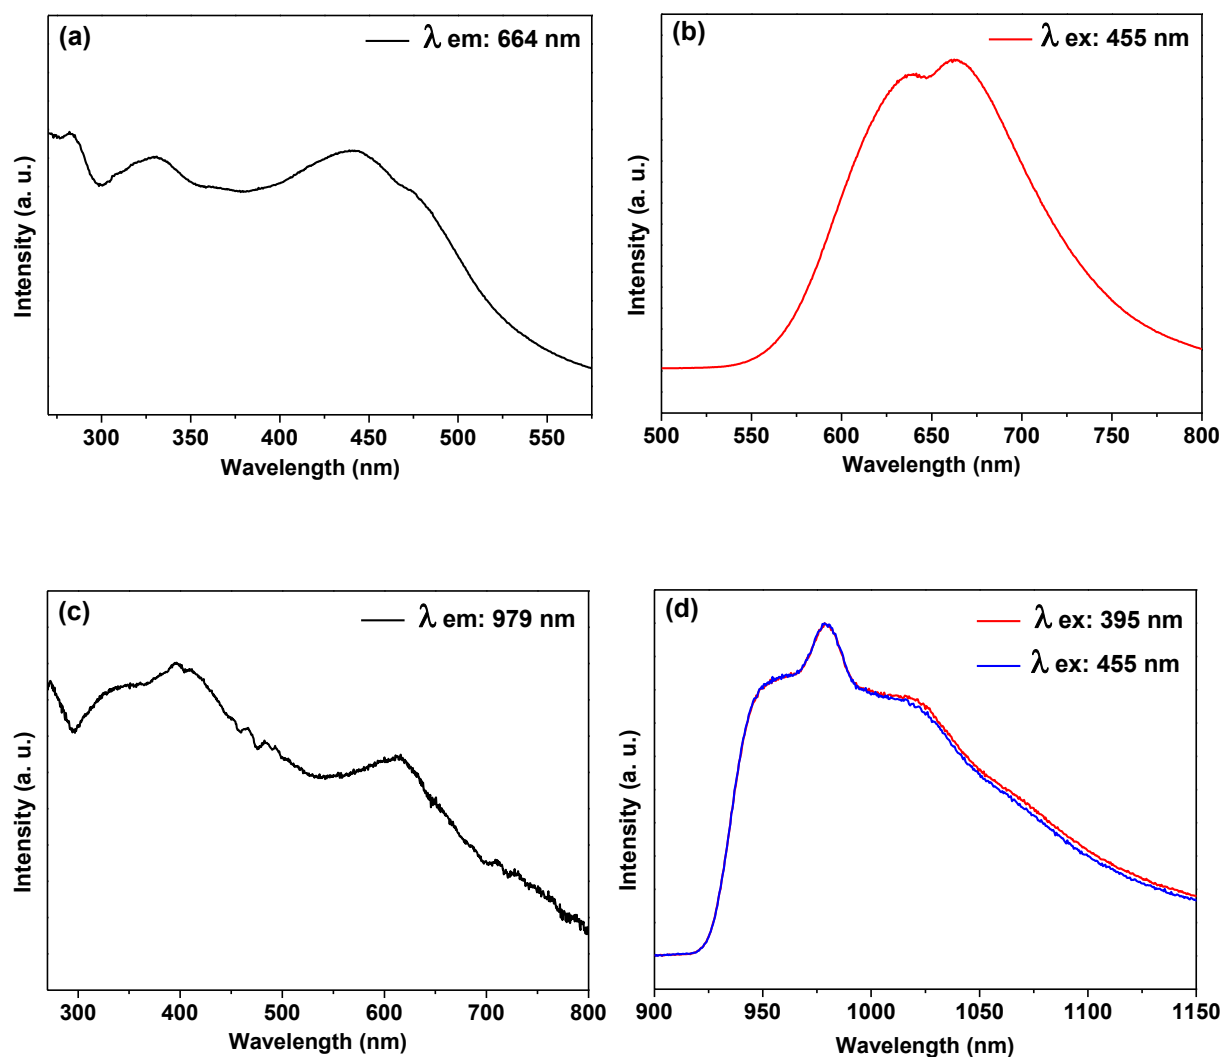 (a)
λ em: 664 nm
Intensity (a. u.)
300 350 400 450 500 550
Wavelength (nm)
(b)
λ ex: 455 nm
Intensity (a. u.)
500 550 600 650 700 750 800
Wavelength (nm)
(c)
λ em: 979 nm
Intensity (a. u.)
300 400 500 600 700 800
Wavelength (nm)
(d)
λ ex: 395 nm
λ ex: 455 nm
Intensity (a. u.)
900 950 1000 1050 1100 1150
Wavelength (nm)